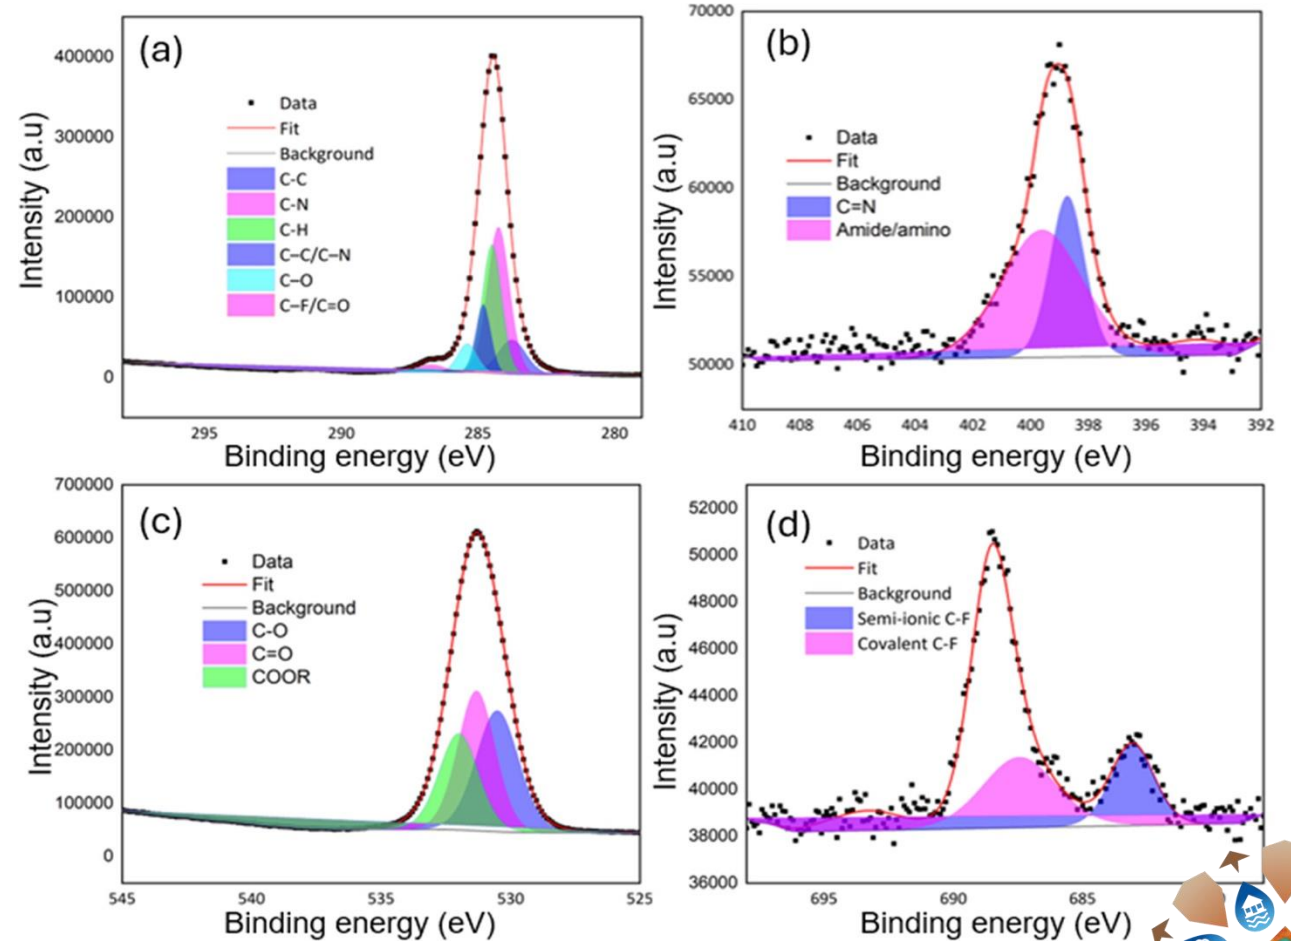 (a)
Intensity (a.u)
400000
300000
200000
100000
0
Data
Fit
Background
C-C
C-N
C-H
C–C/C–N
C–O
C–F/C=O
295
290
285
280
Binding energy (eV)
(b)
Intensity (a.u)
70000
65000
60000
55000
50000
Data
Fit
Background
C=N
Amide/amino
410
408
406
404
402
400
398
396
394
392
Binding energy (eV)
(c)
Intensity (a.u)
700000
600000
500000
400000
300000
200000
100000
0
Data
Fit
Background
C-O
C=O
COOR
545
540
535
530
525
Binding energy (eV)
(d)
Intensity (a.u)
52000
50000
48000
46000
44000
42000
40000
38000
36000
Data
Fit
Background
Semi-ionic C-F
Covalent C-F
695
690
685
Binding energy (eV)